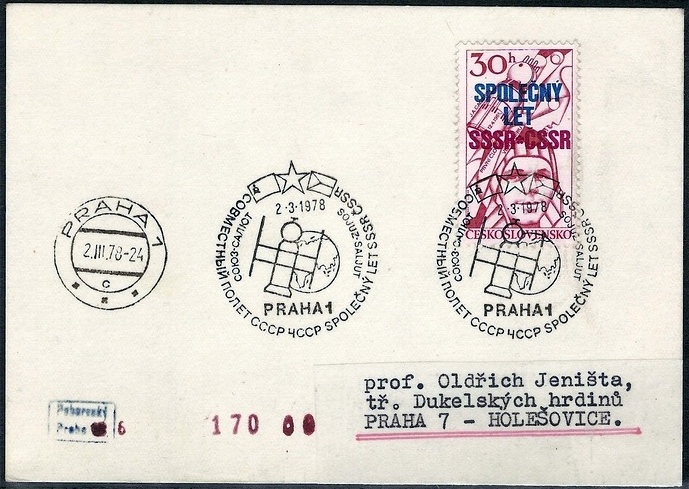 30h
SPOLEČNÝ
LET
SSSR-ČSSR
ČESKOSLOVENSKO
PRAHA 1
2.III.78-24
C
2-3-1978
СОВМЕСТНЫЙ ПОЛЕТ СССР ЧССР SPOLEČNÝ LET SSSR ČSSR
СОЮЗ-САЛЮТ
SOJUZ-SALJUT
PRAHA 1
2-3-1978
СОВМЕСТНЫЙ ПОЛЕТ СССР ЧССР SPOLEČNÝ LET SSSR ČSSR
СОЮЗ-САЛЮТ
SOJUZ-SALJUT
PRAHA 1
prof. Oldřich Jeništa,
tř. Dukelských hrdinů
PRAHA 7 - HOLEŠOVICE.
Praha 6
170 00